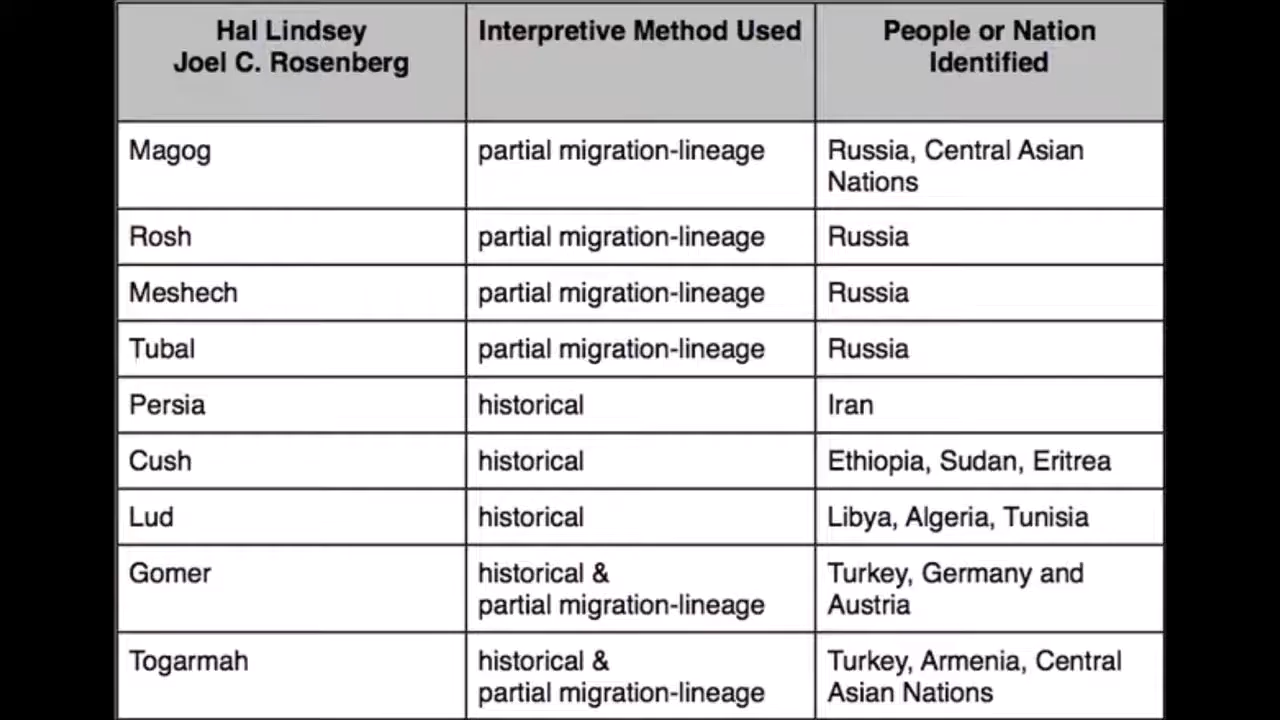 Hal Lindsey
Joel C. Rosenberg
Interpretive Method Used
People or Nation
Identified
Magog
partial migration-lineage
Russia, Central Asian
Nations
Rosh
partial migration-lineage
Russia
Meshech
partial migration-lineage
Russia
Tubal
partial migration-lineage
Russia
Persia
historical
Iran
Cush
historical
Ethiopia, Sudan, Eritrea
Lud
historical
Libya, Algeria, Tunisia
Gomer
historical &
partial migration-lineage
Turkey, Germany and
Austria
Togarmah
historical &
partial migration-lineage
Turkey, Armenia, Central
Asian Nations